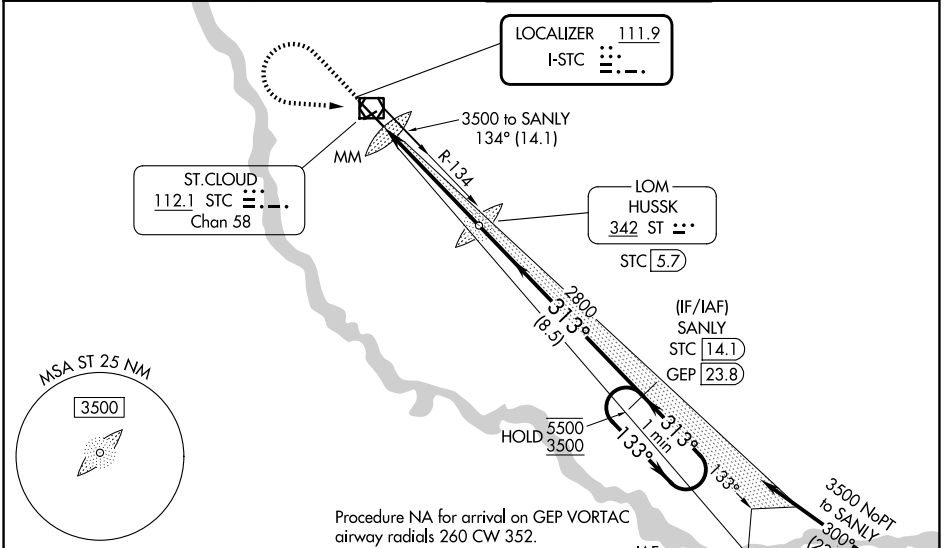 LOCALIZER 111.9
I-STC
3500 to SANLY
134° (14.1)
MM
R-134
ST.CLOUD
112.1 STC
Chan 58
LOM
HUSSK
342 ST
STC 5.7
2800
313°
(8.5)
(IF/IAF)
SANLY
STC 14.1
GEP 23.8
MSA ST 25 NM
3500
HOLD 5500
3500
1 min
313°
133°
133°
3500 NoPT
to SANLY
300°
Procedure NA for arrival on GEP VORTAC
airway radials 260 CW 352.